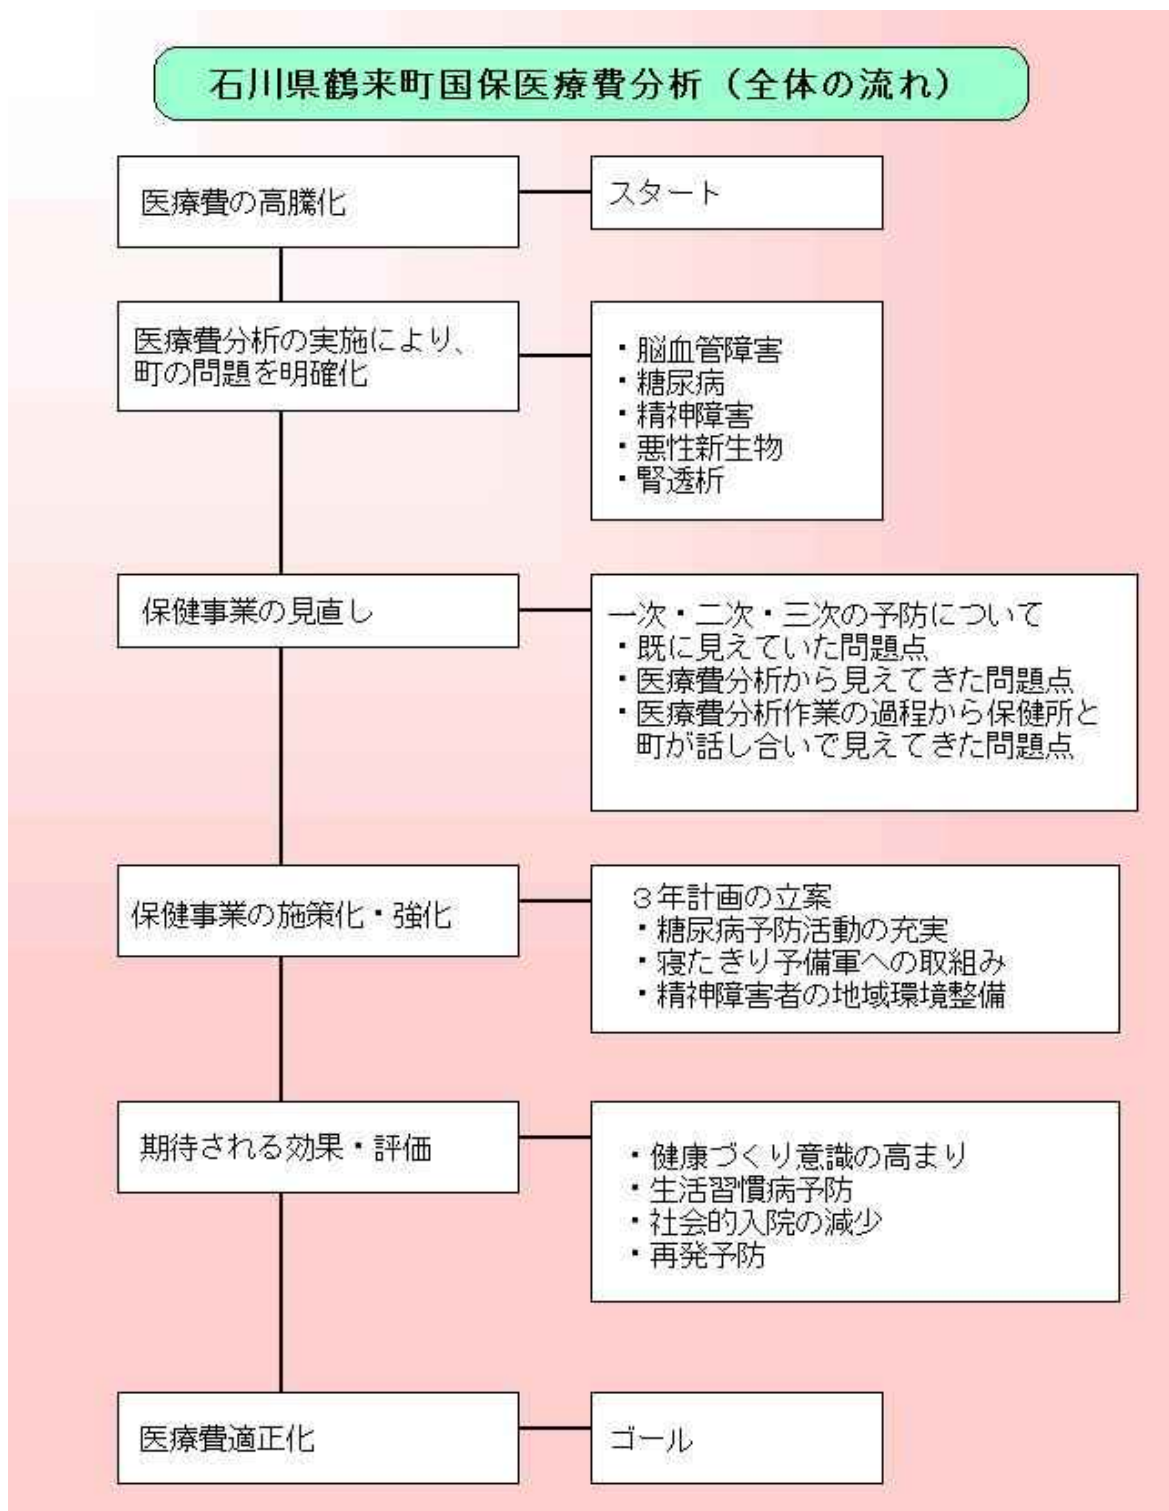 石川県鶴来町国保医療費分析（全体の流れ）
医療費の高騰化
スタート
医療費分析の実施により、
町の問題を明確化
・脳血管障害
・糖尿病
・精神障害
・悪性新生物
・腎透析
保健事業の見直し
一次・二次・三次の予防について
・既に見えていた問題点
・医療費分析から見えてきた問題点
・医療費分析作業の過程から保健所と
町が話し合いで見えてきた問題点
保健事業の施策化・強化
３年計画の立案
・糖尿病予防活動の充実
・寝たきり予備軍への取組み
・精神障害者の地域環境整備
期待される効果・評価
・健康づくり意識の高まり
・生活習慣病予防
・社会的入院の減少
・再発予防
医療費適正化
ゴール